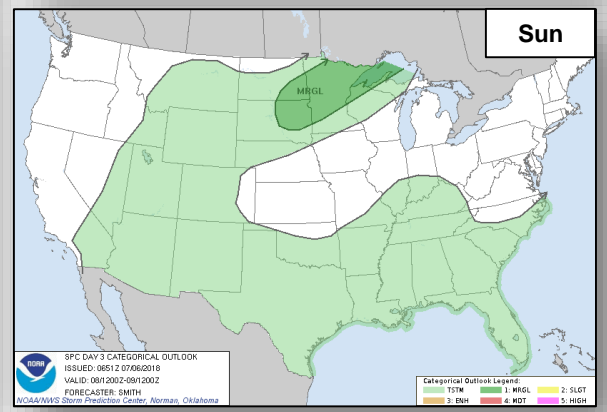 Sun
MRGL
NOAA
SPC DAY 3 CATEGORICAL OUTLOOK
ISSUED: 0651Z 07/06/2018
VALID: 08/1200Z-09/1200Z
FORECASTER: SMITH
NOAA/NWS Storm Prediction Center, Norman, Oklahoma
Categorical Outlook Legend:
TSTM 1: MRGL 2: SLGT
3: ENH 4: MDT 5: HIGH